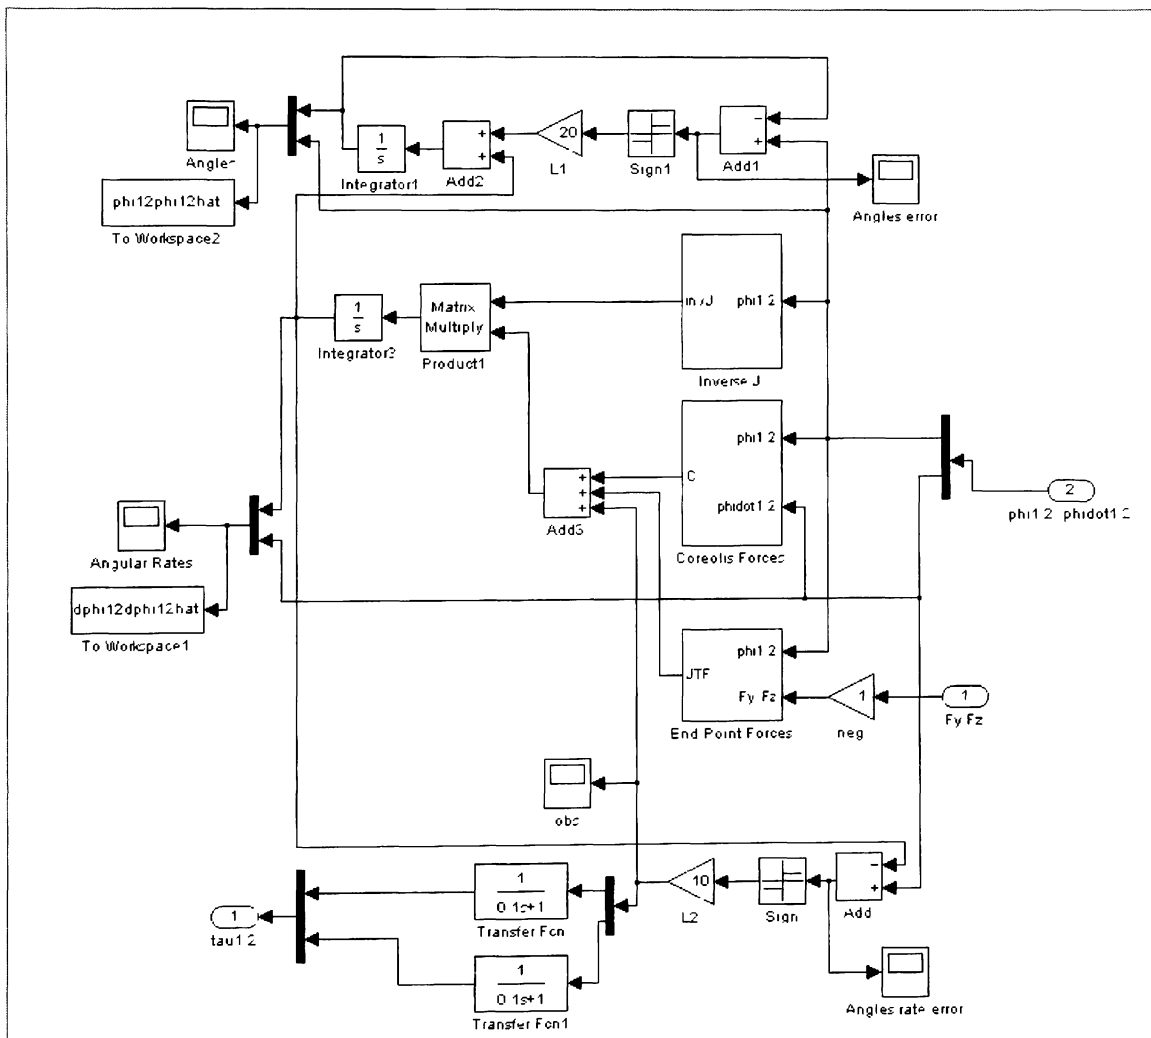 Angles
phi12phi12hat
To Workspace2
1
s
Integrator1
+
+
Add2
20
L1
Sign1
−
+
Add1
Angles error
1
s
Integrator3
Matrix
Multiply
Product1
invJ
phi1,2
Inverse J
phi1,2
C
phidot1,2
Coreolis Forces
+
+
+
Add3
2
phi1,2 phidot1,2
Angular Rates
dphi12dphi12hat
To Workspace1
phi1,2
JTF
Fy Fz
End Point Forces
1
neg
1
Fy Fz
obs
1
tau1,2
1
0.1s+1
Transfer Fcn
1
0.1s+1
Transfer Fcn1
10
L2
Sign
−
+
Add
Angles rate error